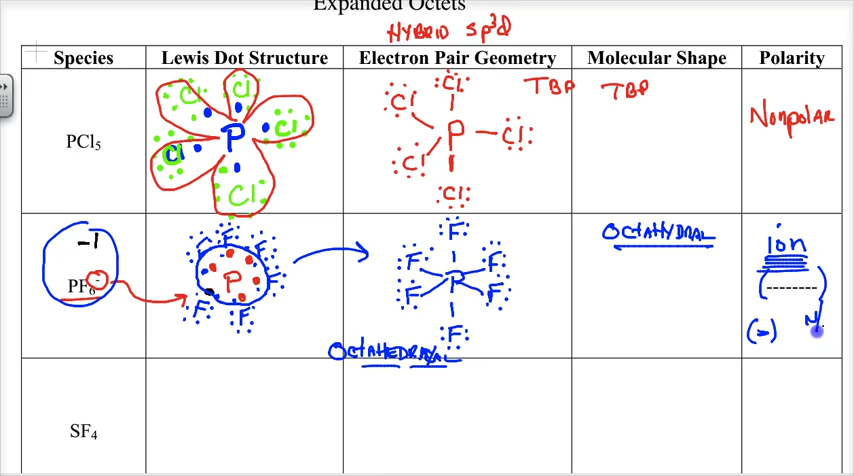 Expanded Octets
HYBRID sp³d
Species Lewis Dot Structure Electron Pair Geometry Molecular Shape Polarity
PCl₅
Cl Cl Cl Cl Cl P
TBP
Cl Cl P Cl Cl Cl
TBP
Nonpolar
-1
PF₆⁻
F F F F F F P
F F F P F F F
OCTAHEDRAL
OCTAHYDRAL
ion
(--------)
(-)
SF₄